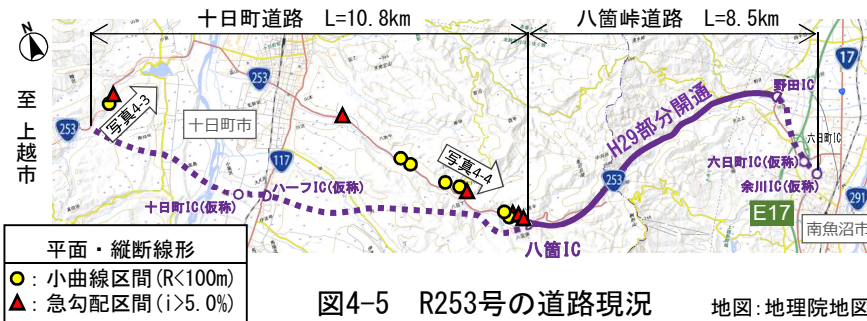 十日町道路 L=10.8km
八箇峠道路 L=8.5km
N
至 上越市
253
写真4-3
十日町市
253
117
写真4-4
H29部分開通
253
野田IC
17
六日町IC
六日町IC(仮称)
余川IC(仮称)
291
E17
南魚沼市
十日町IC(仮称)
ハーフIC(仮称)
八箇IC
平面・縦断線形
：小曲線区間(R<100m)
：急勾配区間(i>5.0%)
図4-5 R253号の道路現況
地図:地理院地図